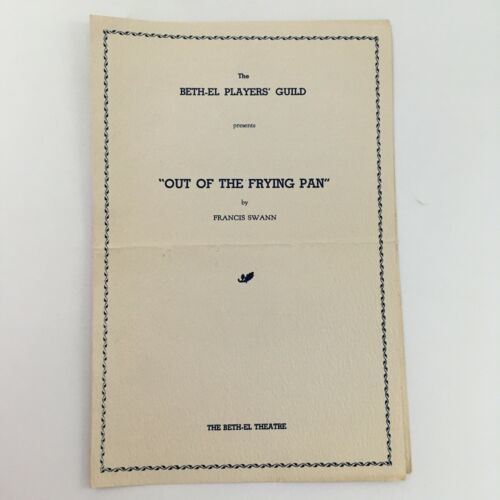 The
BETH-EL PLAYERS' GUILD
presents
"OUT OF THE FRYING PAN"
by
FRANCIS SWANN
THE BETH-EL THEATRE